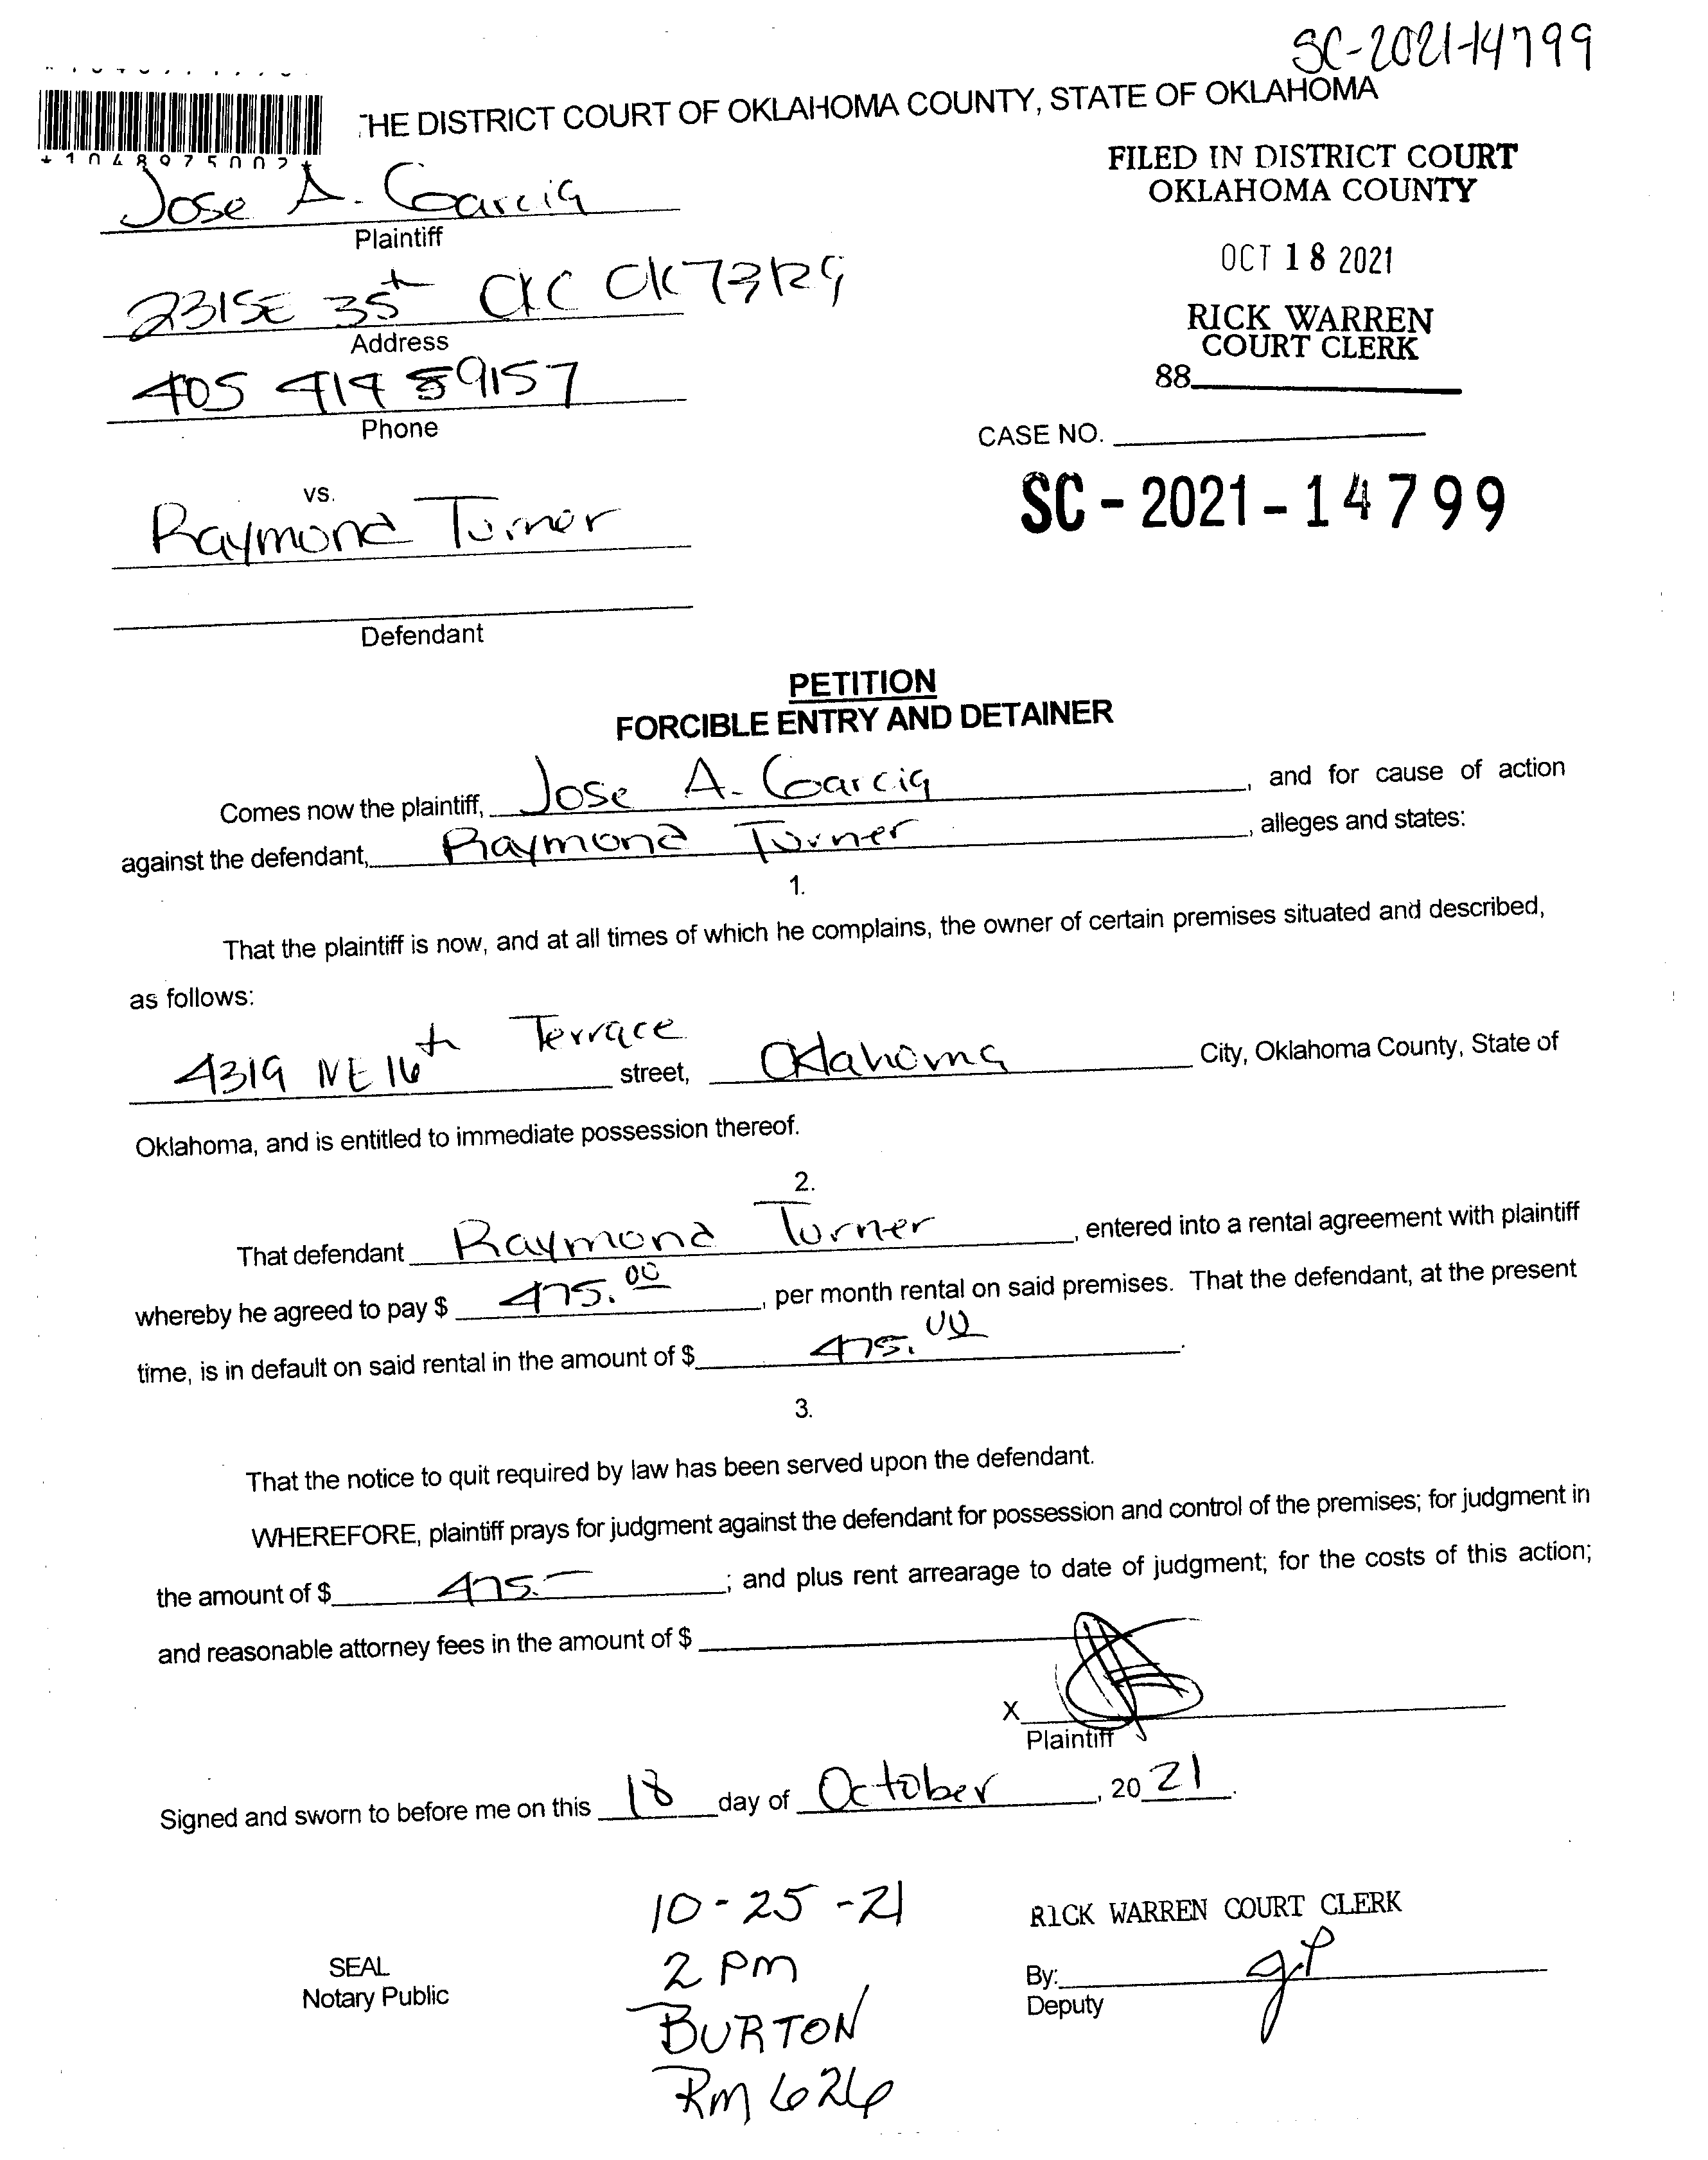 SC-2021-14799
THE DISTRICT COURT OF OKLAHOMA COUNTY, STATE OF OKLAHOMA
*1048975002*
FILED IN DISTRICT COURT
OKLAHOMA COUNTY
Jose A. Garcia
Plaintiff
OCT 18 2021
231 SE 35th OKC OK 73129
Address
RICK WARREN
COURT CLERK
88
405 414 9157
Phone
CASE NO.
SC-2021-14799
vs.
Raymond Turner
Defendant
PETITION
FORCIBLE ENTRY AND DETAINER
Comes now the plaintiff, Jose A. Garcia, and for cause of action
against the defendant, Raymond Turner, alleges and states:
1.
That the plaintiff is now, and at all times of which he complains, the owner of certain premises situated and described,
as follows:
4319 NE 16th Terrace street, Oklahoma City, Oklahoma County, State of
Oklahoma, and is entitled to immediate possession thereof.
2.
That defendant Raymond Turner, entered into a rental agreement with plaintiff
whereby he agreed to pay $ 475.00, per month rental on said premises. That the defendant, at the present
time, is in default on said rental in the amount of $ 475.00.
3.
That the notice to quit required by law has been served upon the defendant.
WHEREFORE, plaintiff prays for judgment against the defendant for possession and control of the premises; for judgment in
the amount of $ 475.-; and plus rent arrearage to date of judgment; for the costs of this action;
and reasonable attorney fees in the amount of $
X
Plaintiff
Signed and sworn to before me on this 18 day of October, 2021.
10-25-21
2 pm
BURTON
Rm 626
SEAL
Notary Public
RICK WARREN COURT CLERK
By: gP
Deputy